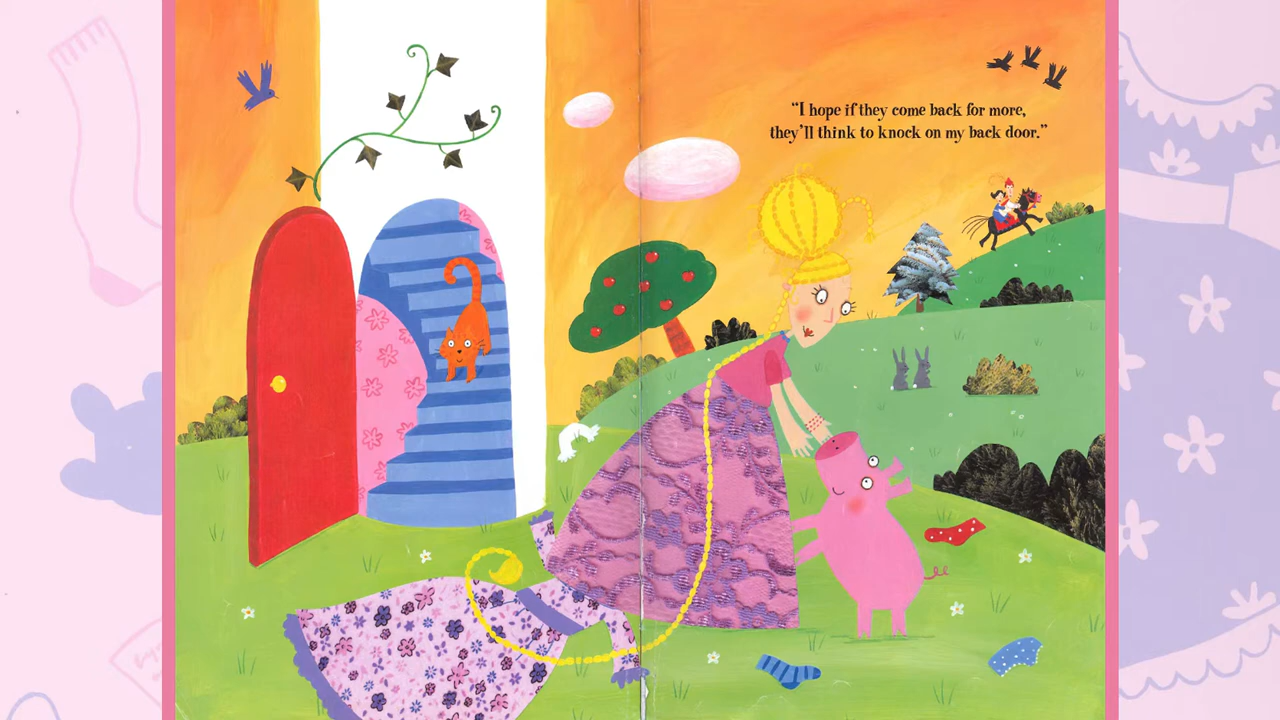 “I hope if they come back for more,
they’ll think to knock on my back door.”